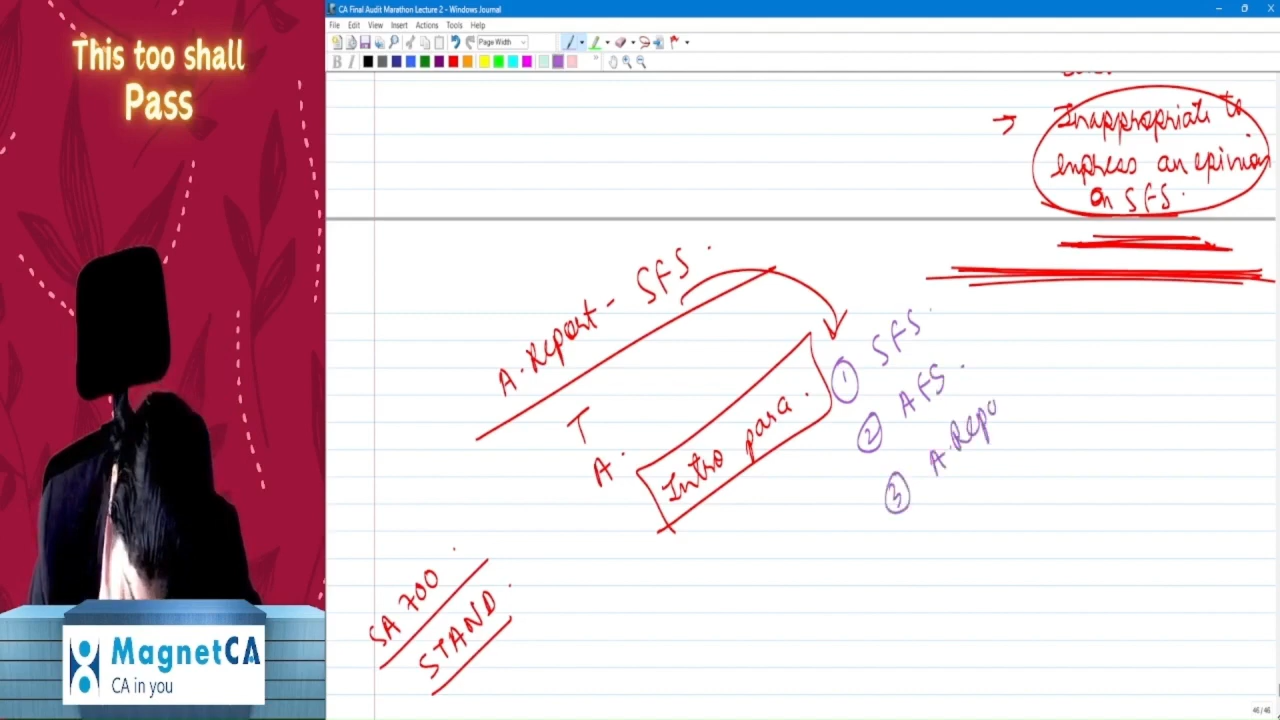 This too shall
Pass
CA Final Audit Marathon Lecture 2 - Windows Journal
File Edit View Insert Actions Tools Help
Page Width
B I
→ Inappropriate to
express an opinion
on SFS.
A. Report - SFS.
T
A.
Intro para.
① SFS.
② AFS.
③ A. Repo
SA 700
STAND
MagnetCA
CA in you
46 / 46